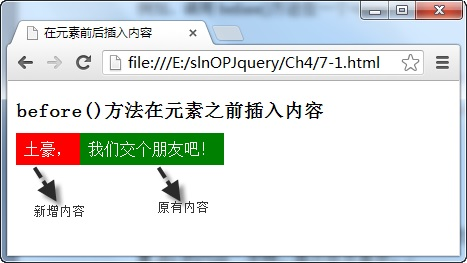 在元素前后插入内容
file:///E:/slnOPJquery/Ch4/7-1.html
before()方法在元素之前插入内容
土豪， 我们交个朋友吧！
新增内容 原有内容